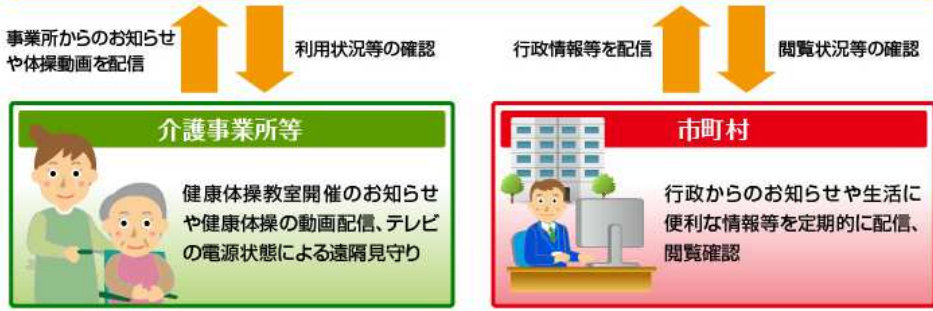 事業所からのお知らせ
や体操動画を配信
利用状況等の確認
行政情報等を配信
閲覧状況等の確認
介護事業所等
健康体操教室開催のお知らせ
や健康体操の動画配信、テレビ
の電源状態による遠隔見守り
市町村
行政からのお知らせや生活に
便利な情報等を定期的に配信、
閲覧確認